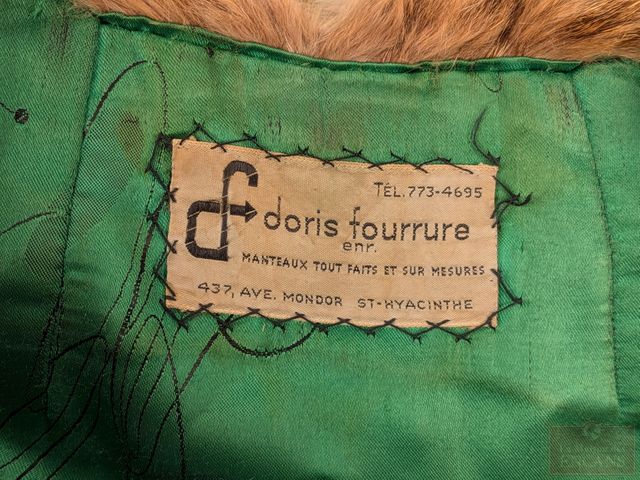 TÉL. 773-4695
df doris fourrure
enr.
MANTEAUX TOUT FAITS ET SUR MESURES
437, AVE. MONDOR ST-HYACINTHE